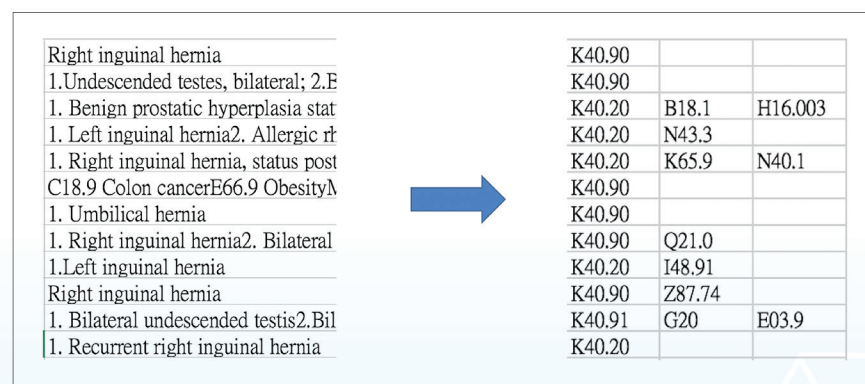 Right inguinal hernia
1.Undescended testes, bilateral; 2.
1. Benign prostatic hyperplasia
1. Left inguinal hernia2. Allergic
1. Right inguinal hernia, status post
C18.9 Colon cancerE66.9 Obesity
1. Umbilical hernia
1. Right inguinal hernia2. Bilateral
1.Left inguinal hernia
Right inguinal hernia
1. Bilateral undescended testis2.Bil
1. Recurrent right inguinal hernia
K40.90
K40.90
K40.20 B18.1 H16.003
K40.20 N43.3
K40.20 K65.9 N40.1
K40.90
K40.90
K40.90 Q21.0
K40.20 I48.91
K40.90 Z87.74
K40.91 G20 E03.9
K40.20